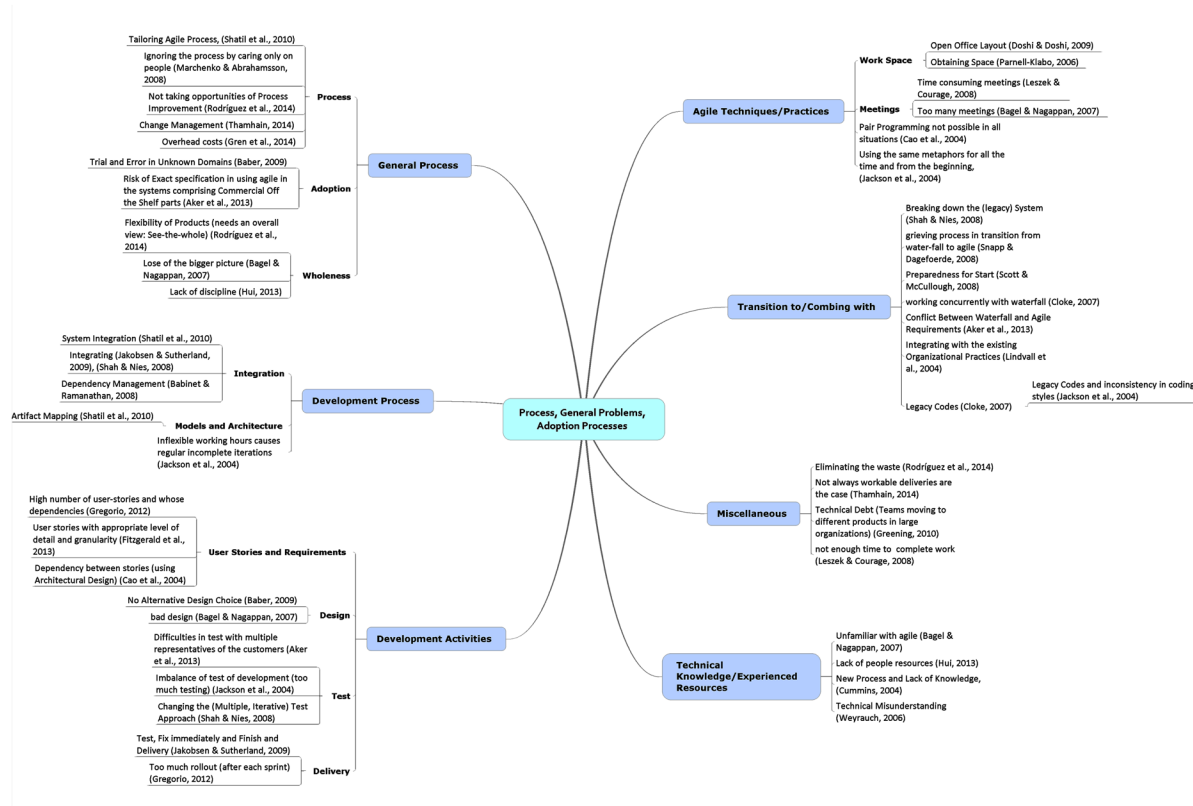 Process, General Problems,
Adoption Processes
General Process
Process
Tailoring Agile Process, (Shatil et al., 2010)
Ignoring the process by caring only on
people (Marchenko & Abrahamsson,
2008)
Not taking opportunities of Process
Improvement (Rodríguez et al., 2014)
Change Management (Thamhain, 2014)
Overhead costs (Gren et al., 2014)
Adoption
Trial and Error in Unknown Domains (Baber, 2009)
Risk of Exact specification in using agile in
the systems comprising Commercial Off
the Shelf parts (Aker et al., 2013)
Wholeness
Flexibility of Products (needs an overall
view: See-the-whole) (Rodríguez et al.,
2014)
Lose of the bigger picture (Bagel &
Nagappan, 2007)
Lack of discipline (Hui, 2013)
Development Process
Integration
System Integration (Shatil et al., 2010)
Integrating (Jakobsen & Sutherland,
2009), (Shah & Nies, 2008)
Dependency Management (Babinet &
Ramanathan, 2008)
Models and Architecture
Artifact Mapping (Shatil et al., 2010)
Inflexible working hours causes
regular incomplete iterations
(Jackson et al., 2004)
Development Activities
User Stories and Requirements
High number of user-stories and whose
dependencies (Gregorio, 2012)
User stories with appropriate level of
detail and granularity (Fitzgerald et al.,
2013)
Dependency between stories (using
Architectural Design) (Cao et al., 2004)
Design
No Alternative Design Choice (Baber, 2009)
bad design (Bagel & Nagappan, 2007)
Test
Difficulties in test with multiple
representatives of the customers (Aker
et al., 2013)
Imbalance of test of development (too
much testing) (Jackson et al., 2004)
Changing the (Multiple, Iterative) Test
Approach (Shah & Nies, 2008)
Delivery
Test, Fix immediately and Finish and
Delivery (Jakobsen & Sutherland, 2009)
Too much rollout (after each sprint)
(Gregorio, 2012)
Agile Techniques/Practices
Work Space
Open Office Layout (Doshi & Doshi, 2009)
Obtaining Space (Parnell-Klabo, 2006)
Meetings
Time consuming meetings (Leszek
& Courage, 2008)
Too many meetings (Bagel & Nagappan, 2007)
Pair Programming not possible in all
situations (Cao et al., 2004)
Using the same metaphors for all the
time and from the beginning,
(Jackson et al., 2004)
Transition to/Combing with
Breaking down the (legacy) System
(Shah & Nies, 2008)
grieving process in transition from
water-fall to agile (Snapp &
Dagefoerde, 2008)
Preparedness for Start (Scott &
McCullough, 2008)
working concurrently with waterfall (Cloke, 2007)
Conflict Between Waterfall and Agile
Requirements (Aker et al., 2013)
Integrating with the existing
Organizational Practices (Lindvall et
al., 2004)
Legacy Codes (Cloke, 2007)
Legacy Codes and inconsistency in coding
styles (Jackson et al., 2004)
Miscellaneous
Eliminating the waste (Rodríguez et al., 2014)
Not always workable deliveries are
the case (Thamhain, 2014)
Technical Debt (Teams moving to
different products in large
organizations) (Greening, 2010)
not enough time to complete work
(Leszek & Courage, 2008)
Technical
Knowledge/Experienced
Resources
Unfamiliar with agile (Bagel &
Nagappan, 2007)
Lack of people resources (Hui, 2013)
New Process and Lack of Knowledge,
(Cummins, 2004)
Technical Misunderstanding
(Weyrauch, 2006)